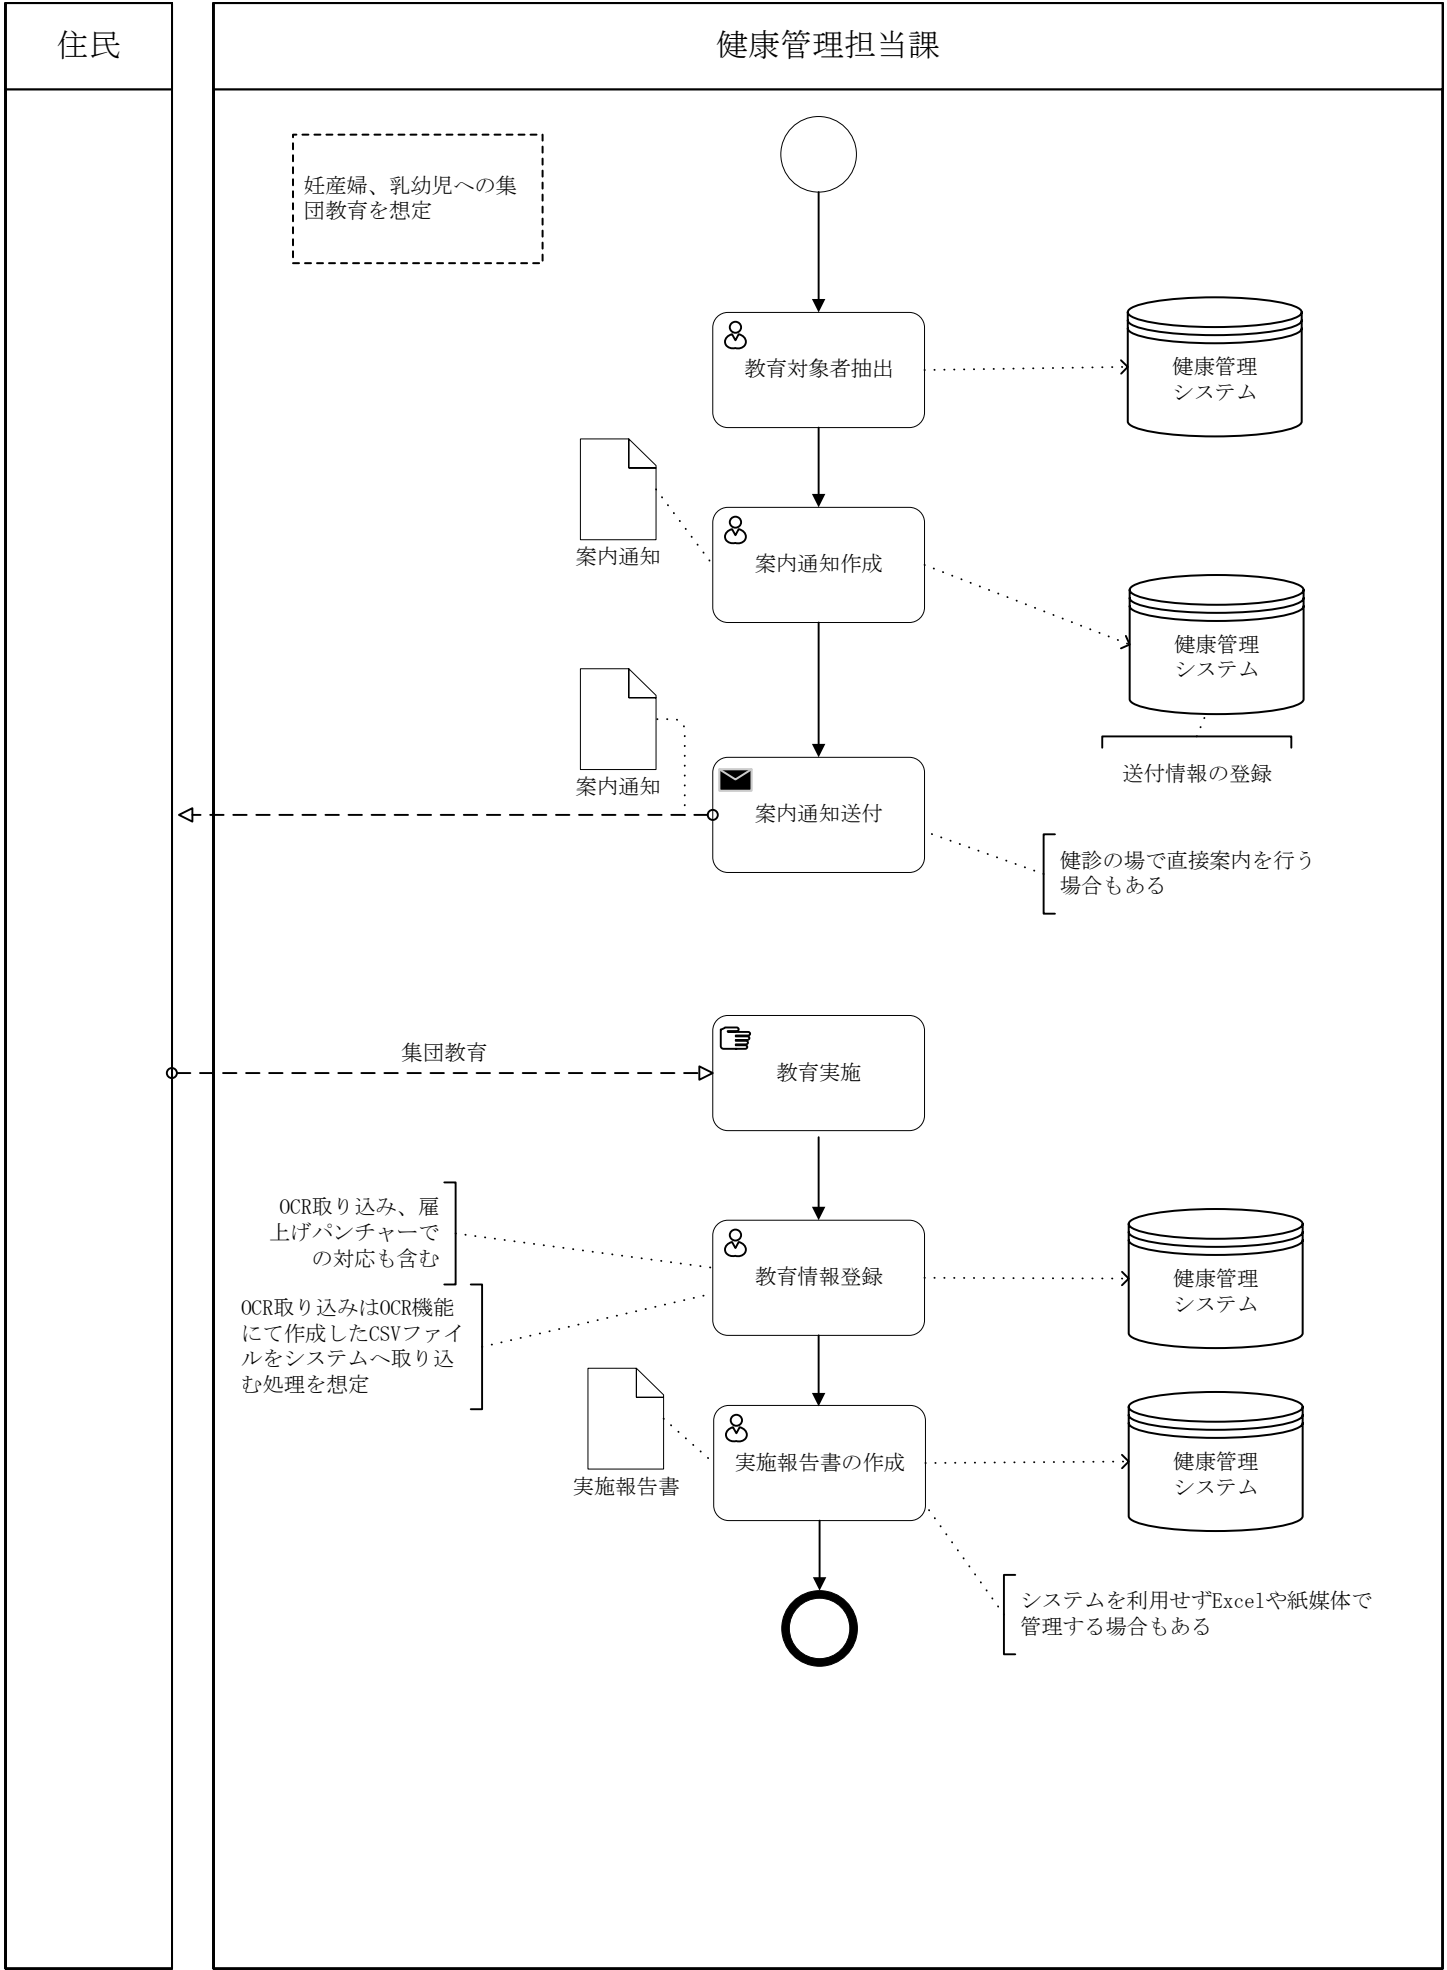 住民
健康管理担当課
妊産婦、乳幼児への集
団教育を想定
教育対象者抽出
健康管理
システム
案内通知
案内通知作成
健康管理
システム
送付情報の登録
案内通知
案内通知送付
健診の場で直接案内を行う
場合もある
集団教育
教育実施
OCR取り込み、雇
上げパンチャーで
の対応も含む
教育情報登録
健康管理
システム
OCR取り込みはOCR機能
にて作成したCSVファイ
ルをシステムへ取り込
む処理を想定
実施報告書
実施報告書の作成
健康管理
システム
システムを利用せずExcelや紙媒体で
管理する場合もある